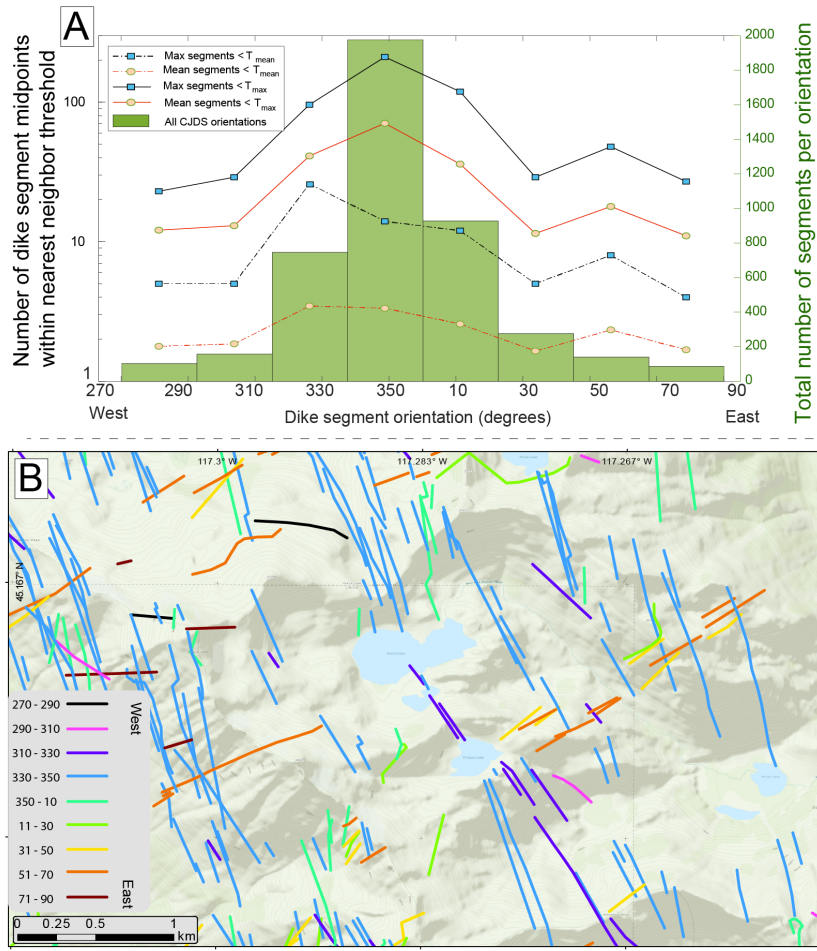 A
Number of dike segment midpoints
within nearest neighbor threshold
100
10
1
Max segments < Tmean
Mean segments < Tmean
Max segments < Tmax
Mean segments < Tmax
All CJDS orientations
2000
1800
1600
1400
1200
1000
800
600
400
200
0
Total number of segments per orientation
270 290 310 330 350 10 30 50 70 90
West Dike segment orientation (degrees) East
B
117.3° W 117.283° W 117.267° W
45.167° N
270 - 290
290 - 310
310 - 330
330 - 350
350 - 10
11 - 30
31 - 50
51 - 70
71 - 90
West
East
0 0.25 0.5 1
km